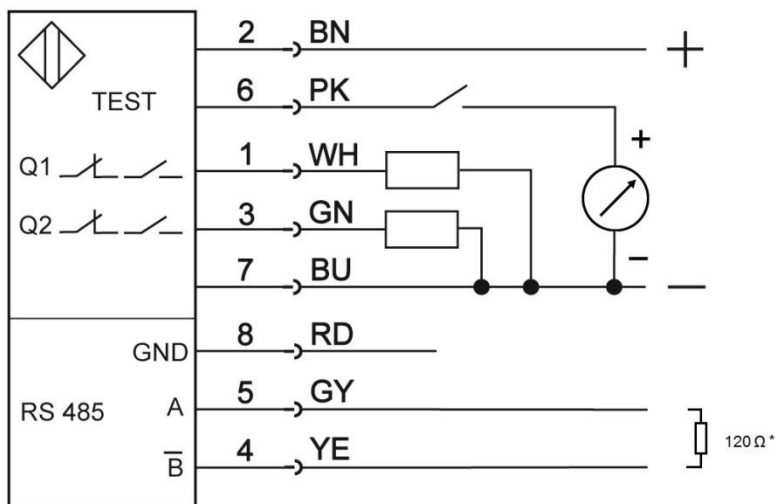 2 BN +
TEST 6 PK
+
Q1 1 WH
Q2 3 GN
7 BU – —
GND 8 RD
RS 485 A 5 GY
120 Ω *
B̅ 4 YE